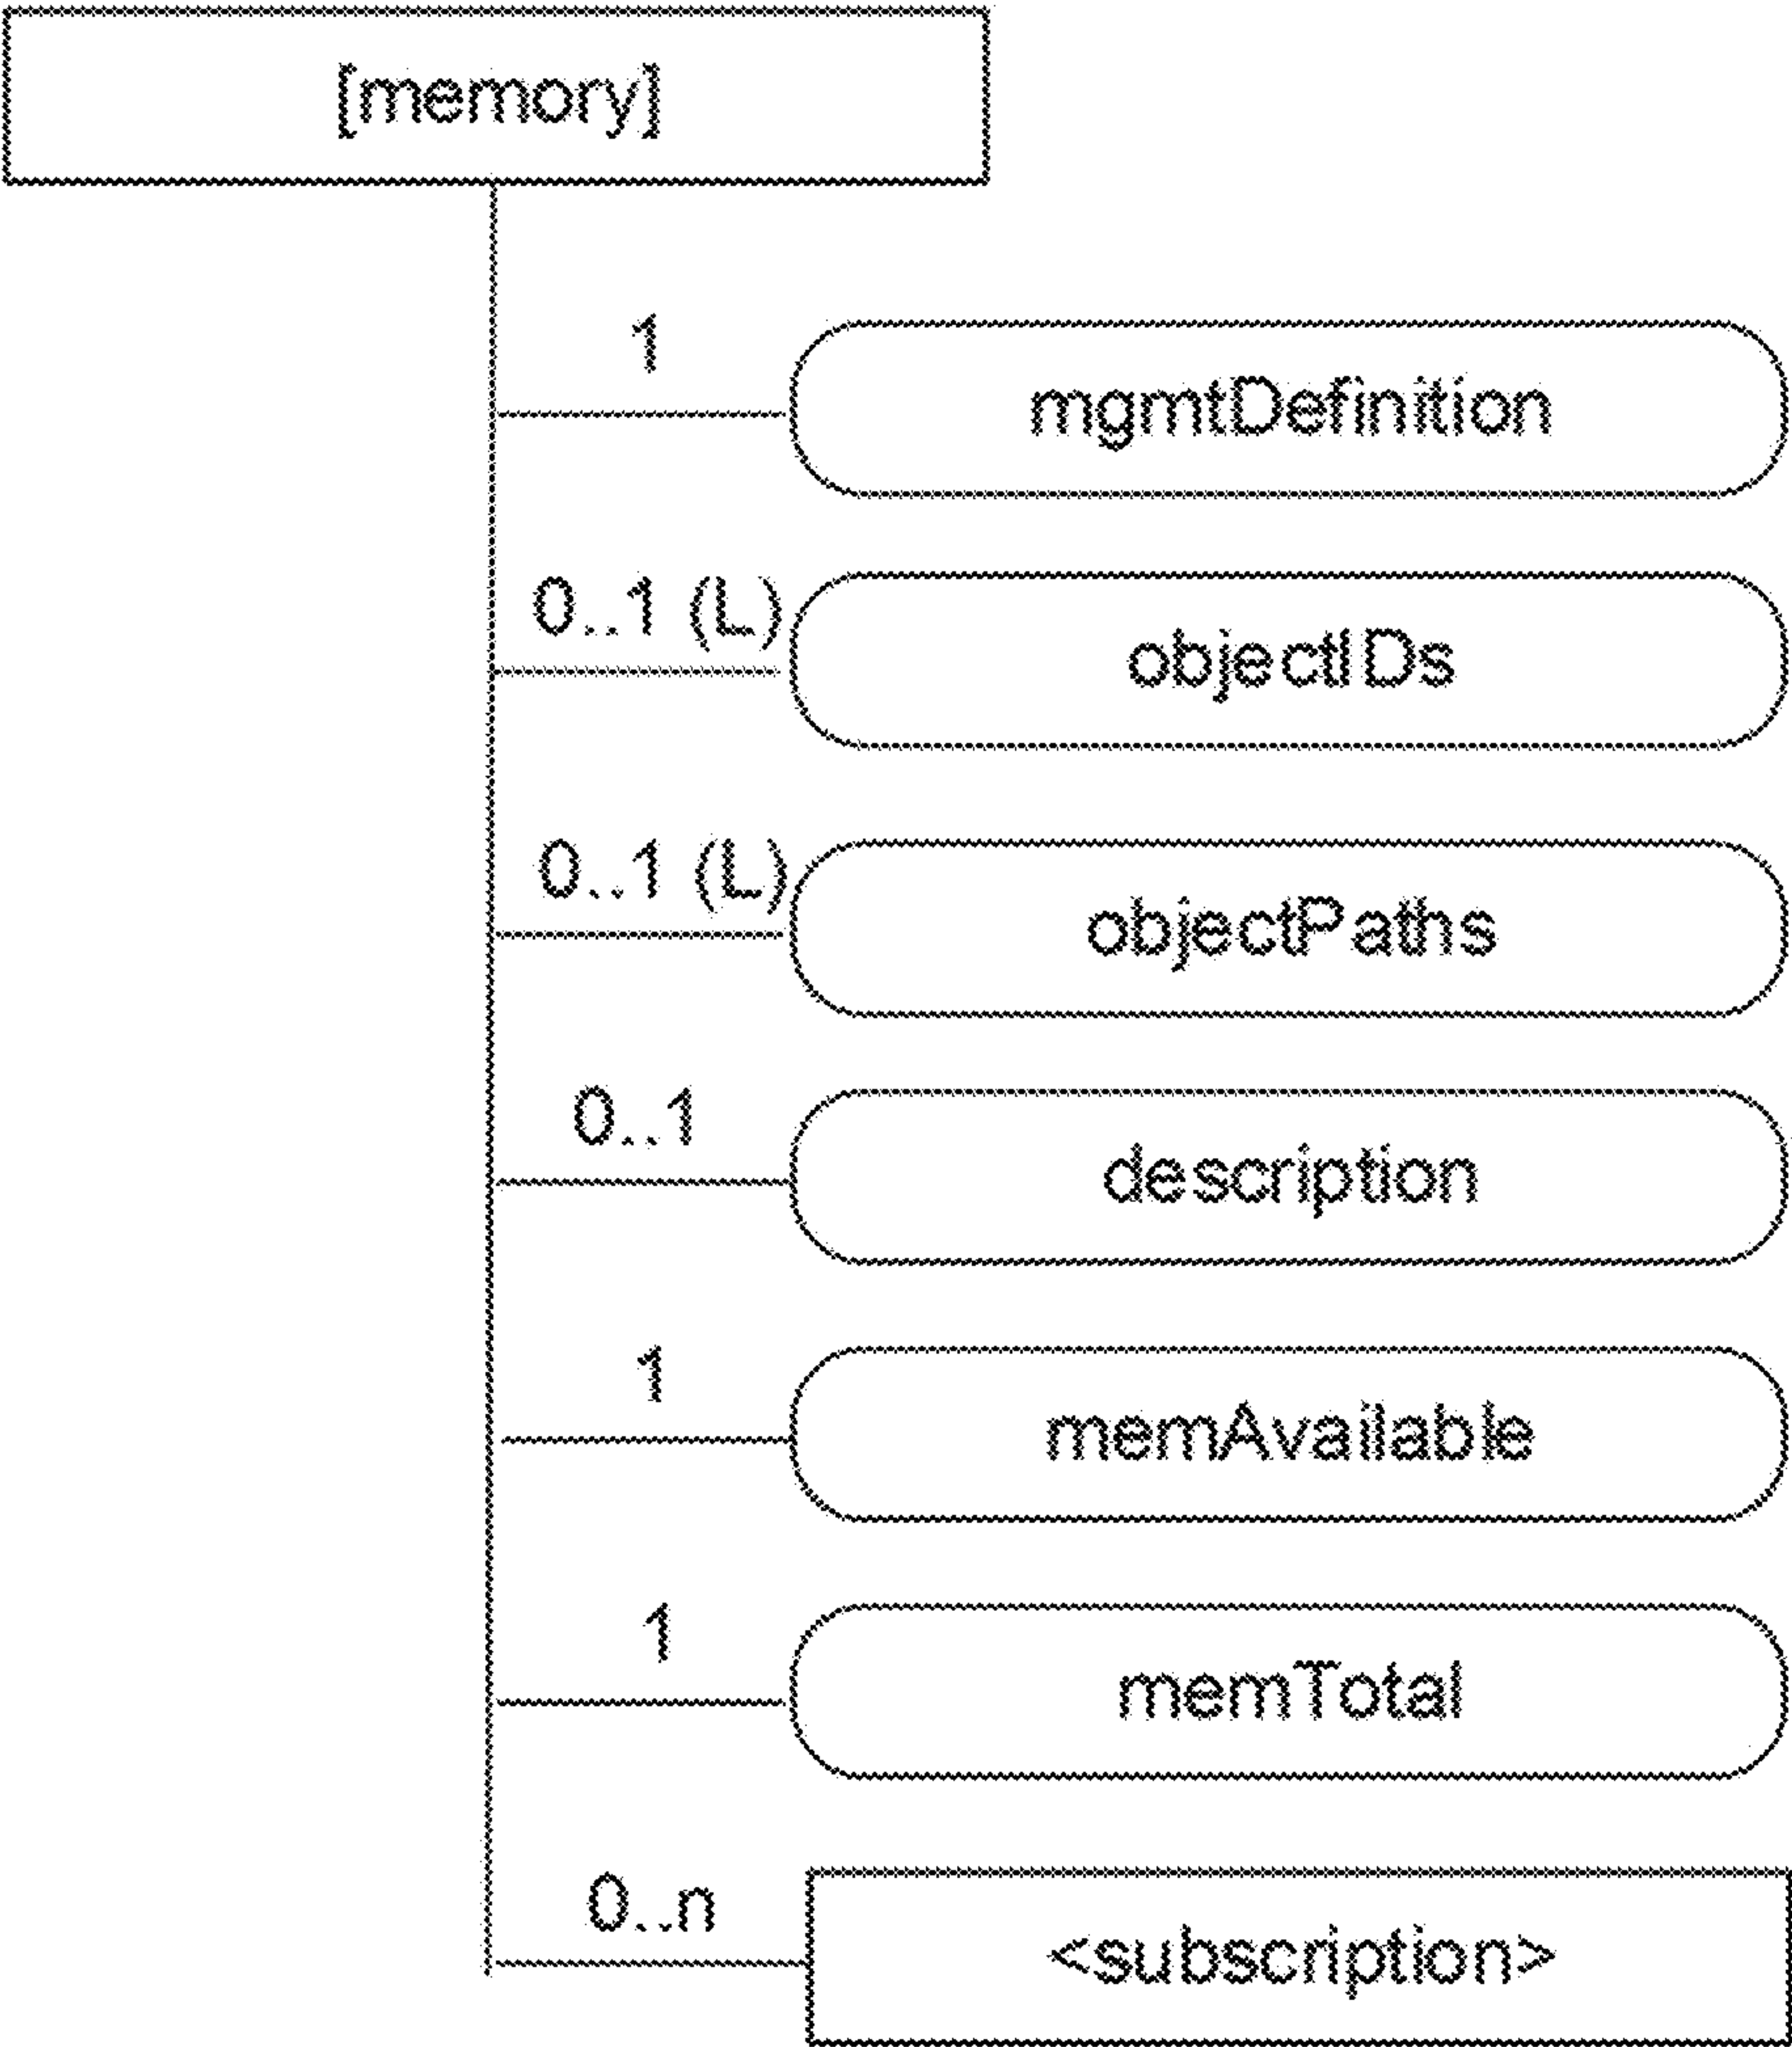 [memory]
1
mgmtDefinition
0..1 (L)
objectIDs
0..1 (L)
objectPaths
0..1
description
1
memAvailable
1
memTotal
0..n
<subscription>